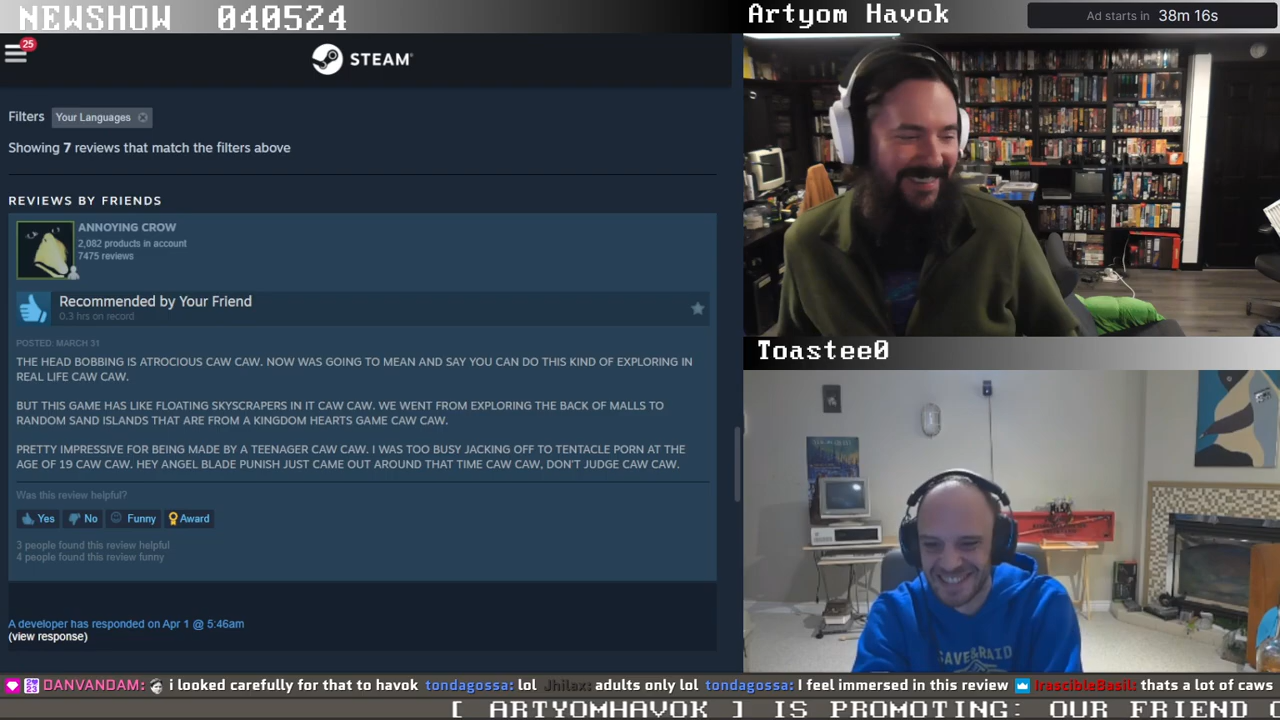 NEWSHOW 040524
Artyom Havok
Ad starts in 38m 16s
25
STEAM
Filters Your Languages
Showing 7 reviews that match the filters above
REVIEWS BY FRIENDS
ANNOYING CROW
2,082 products in account
7475 reviews
Recommended by Your Friend
0.3 hrs on record
POSTED: MARCH 31
THE HEAD BOBBING IS ATROCIOUS CAW CAW. NOW WAS GOING TO MEAN AND SAY YOU CAN DO THIS KIND OF EXPLORING IN
REAL LIFE CAW CAW.
BUT THIS GAME HAS LIKE FLOATING SKYSCRAPERS IN IT CAW CAW. WE WENT FROM EXPLORING THE BACK OF MALLS TO
RANDOM SAND ISLANDS THAT ARE FROM A KINGDOM HEARTS GAME CAW CAW.
PRETTY IMPRESSIVE FOR BEING MADE BY A TEENAGER CAW CAW. I WAS TOO BUSY JACKING OFF TO TENTACLE PORN AT THE
AGE OF 19 CAW CAW. HEY ANGEL BLADE PUNISH JUST CAME OUT AROUND THAT TIME CAW CAW, DON'T JUDGE CAW CAW.
Was this review helpful?
Yes No Funny Award
3 people found this review helpful
4 people found this review funny
A developer has responded on Apr 1 @ 5:46am
(view response)
Toastee0
SAVE & RAID
DANVANDAM: i looked carefully for that to havok tondagossa: lol Jhilax: adults only lol tondagossa: I feel immersed in this review IrascibleBasil: thats a lot of caws
[ ARTYOMHAVOK ] IS PROMOTING: OUR FRIEND